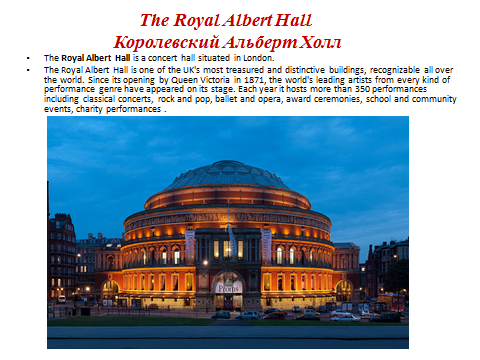 The Royal Albert Hall
Королевский Альберт Холл
• The Royal Albert Hall is a concert hall situated in London.
• The Royal Albert Hall is one of the UK's most treasured and distinctive buildings, recognizable all over
the world. Since its opening by Queen Victoria in 1871, the world's leading artists from every kind of
performance genre have appeared on its stage. Each year it hosts more than 350 performances
including classical concerts, rock and pop, ballet and opera, award ceremonies, school and community
events, charity performances .
Proms